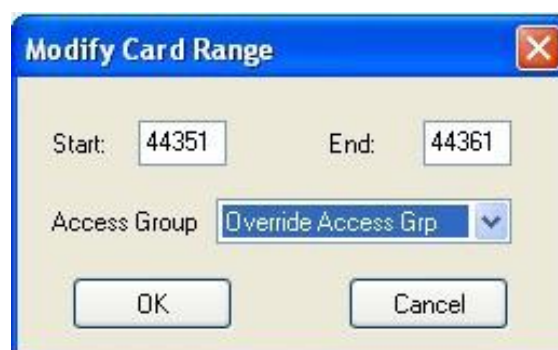 Modify Card Range
Start: 44351 End: 44361
Access Group Override Access Grp
OK Cancel